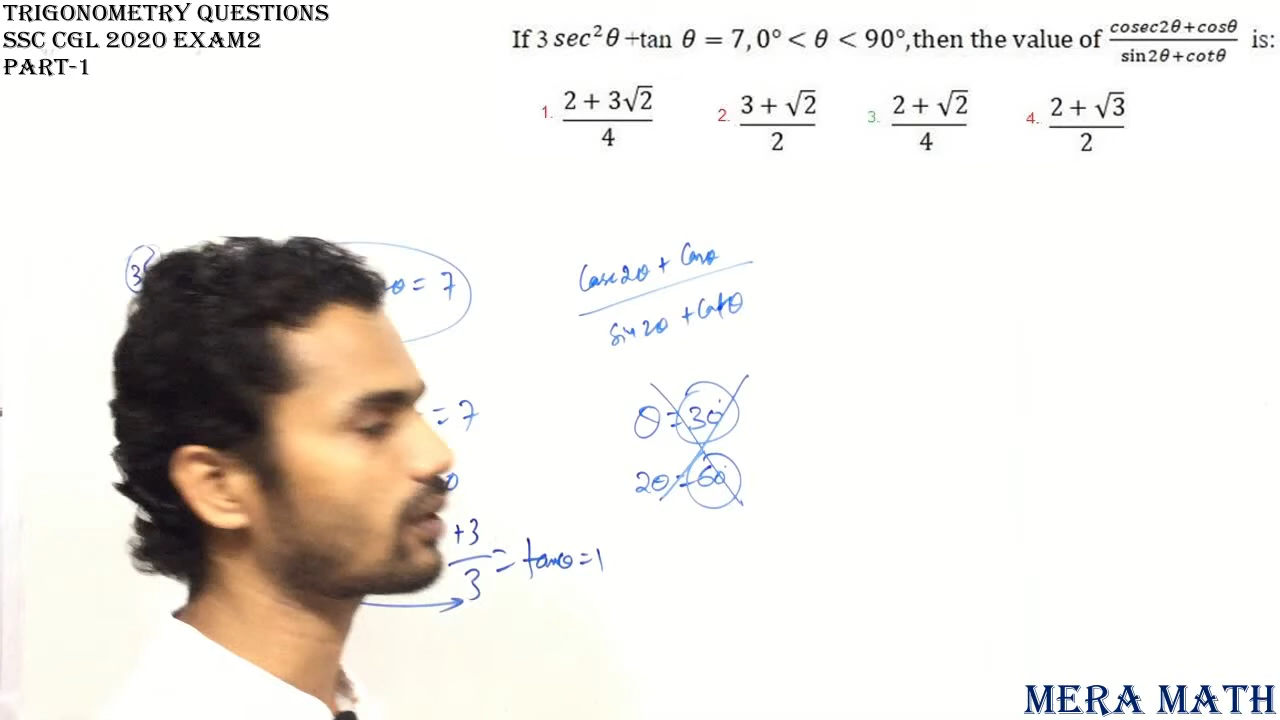 TRIGONOMETRY QUESTIONS
SSC CGL 2020 EXAM2
PART-1
If 3 sec²θ +tan θ = 7, 0° < θ < 90°, then the value of (cosec2θ+cosθ)/(sin2θ+cotθ) is:
1. (2 + 3√2)/4 2. (3 + √2)/2 3. (2 + √2)/4 4. (2 + √3)/2
θ = 7
Cosec2θ + Cosθ
Sin2θ + Cotθ
= 7
θ = 30°
2θ = 60°
+3
3
= tanθ = 1
MERA MATH